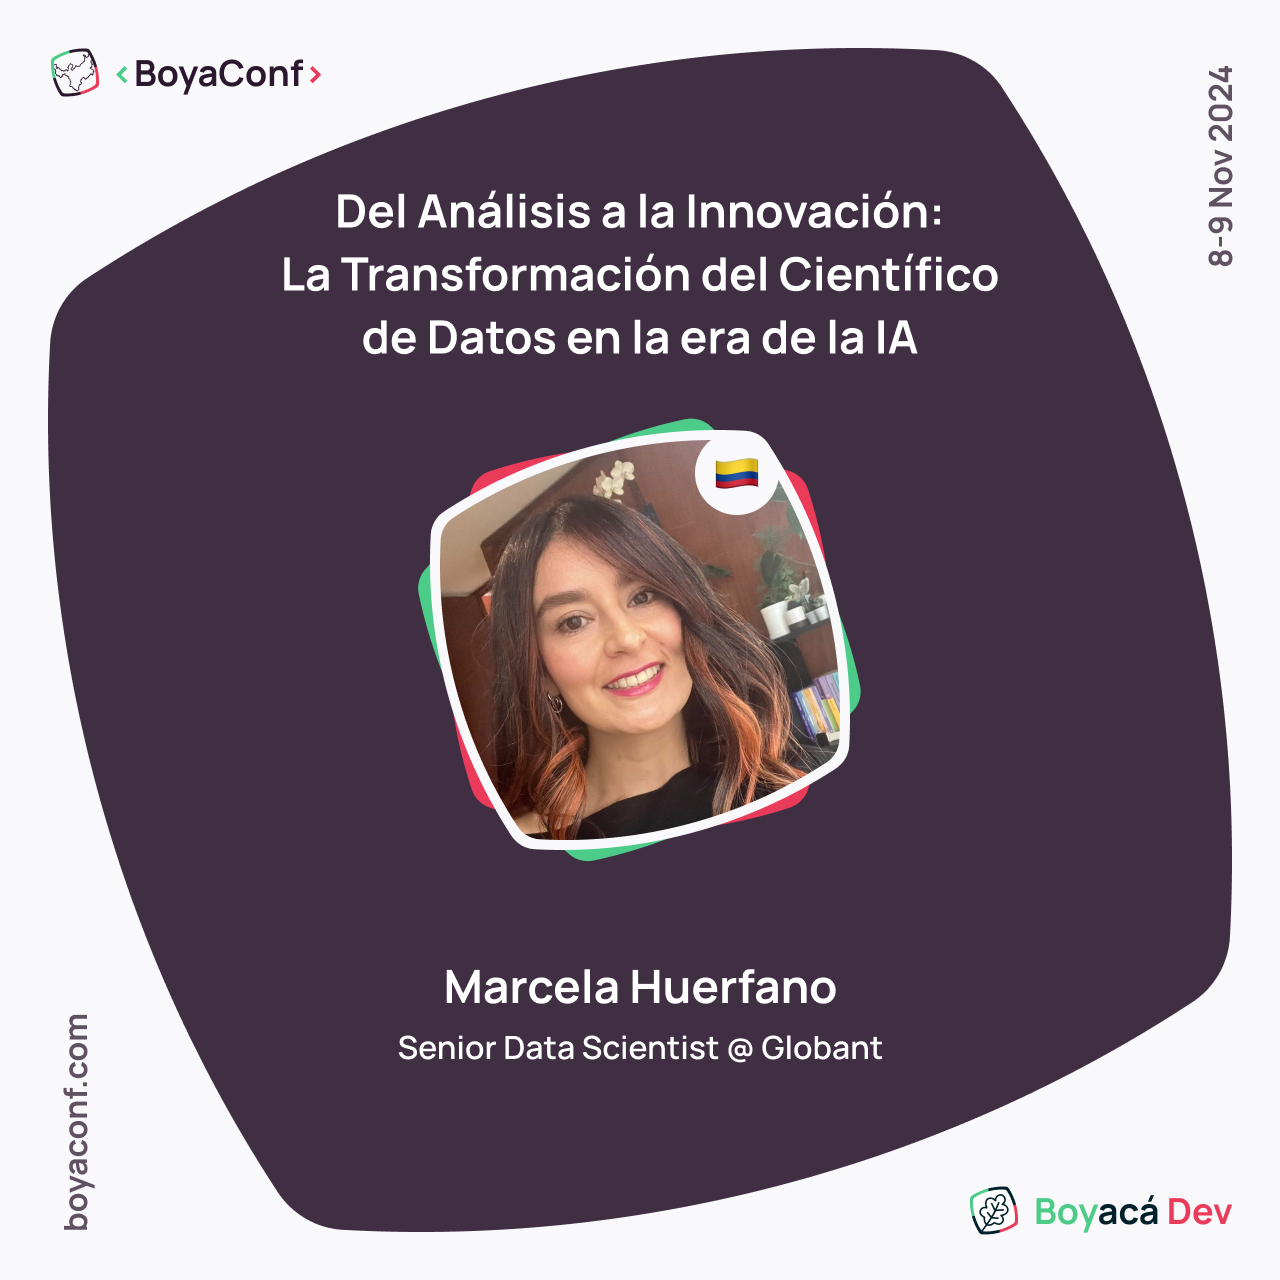 <BoyaConf>
8-9 Nov 2024
Del Análisis a la Innovación:
La Transformación del Científico
de Datos en la era de la IA
Marcela Huerfano
Senior Data Scientist @ Globant
boyaconf.com
Boyacá Dev